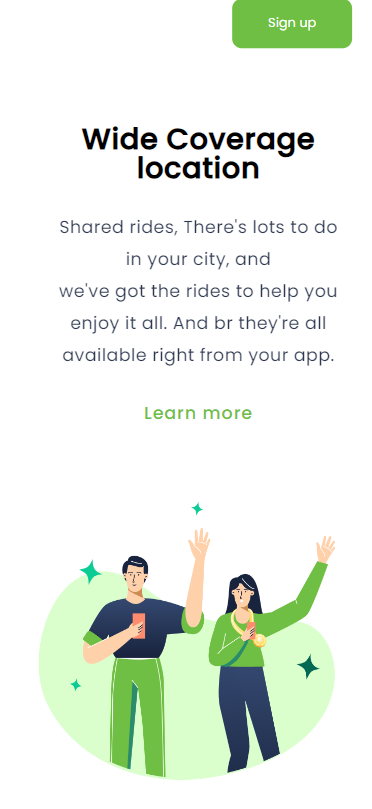 Sign up
Wide Coverage
location
Shared rides, There's lots to do
in your city, and
we've got the rides to help you
enjoy it all. And br they're all
available right from your app.
Learn more